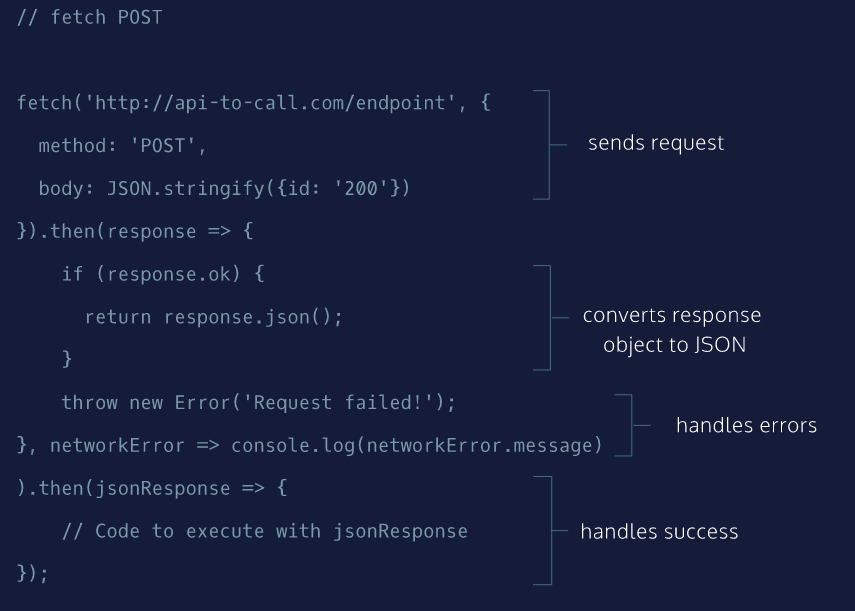 // fetch POST
fetch('http://api-to-call.com/endpoint', {
method: 'POST',
sends request
body: JSON.stringify({id: '200'})
}).then(response => {
if (response.ok) {
return response.json();
converts response
object to JSON
}
throw new Error('Request failed!');
handles errors
}, networkError => console.log(networkError.message)
).then(jsonResponse => {
// Code to execute with jsonResponse
handles success
});